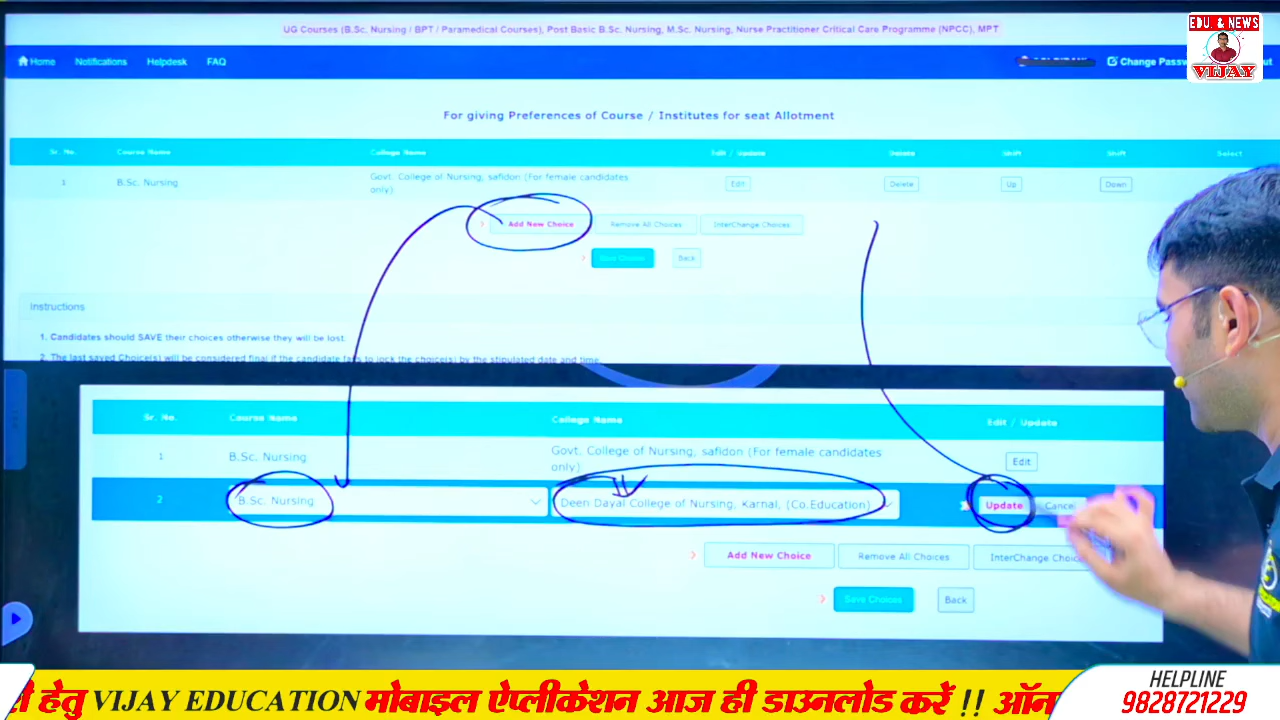 UG Courses (B.Sc. Nursing / BPT / Paramedical Courses), Post Basic B.Sc. Nursing, M.Sc. Nursing, Nurse Practitioner Critical Care Programme (NPCC), MPT
EDU. & NEWS
VIJAY
Home Notifications Helpdesk FAQ Change Passw ut
For giving Preferences of Course / Institutes for seat Allotment
Sr. No. Course Name College Name Edit / Update Delete Shift Shift Select
1 B.Sc. Nursing Govt. College of Nursing, safidon (For female candidates only) Edit Delete Up Down
Add New Choice Remove All Choices InterChange Choices
Save Choices Back
Instructions
1. Candidates should SAVE their choices otherwise they will be lost.
2. The last saved Choice(s) will be considered final if the candidate fails to lock the choice(s) by the stipulated date and time.
Sr. No. Course Name College Name Edit / Update
1 B.Sc. Nursing Govt. College of Nursing, safidon (For female candidates only) Edit
2 B.Sc. Nursing Deen Dayal College of Nursing, Karnal, (Co.Education) Update Cancel
Add New Choice Remove All Choices InterChange Choic
Save Choices Back
री हेतु VIJAY EDUCATION मोबाइल ऐप्लीकेशन आज ही डाउनलोड करें !! ऑन
HELPLINE
9828721229